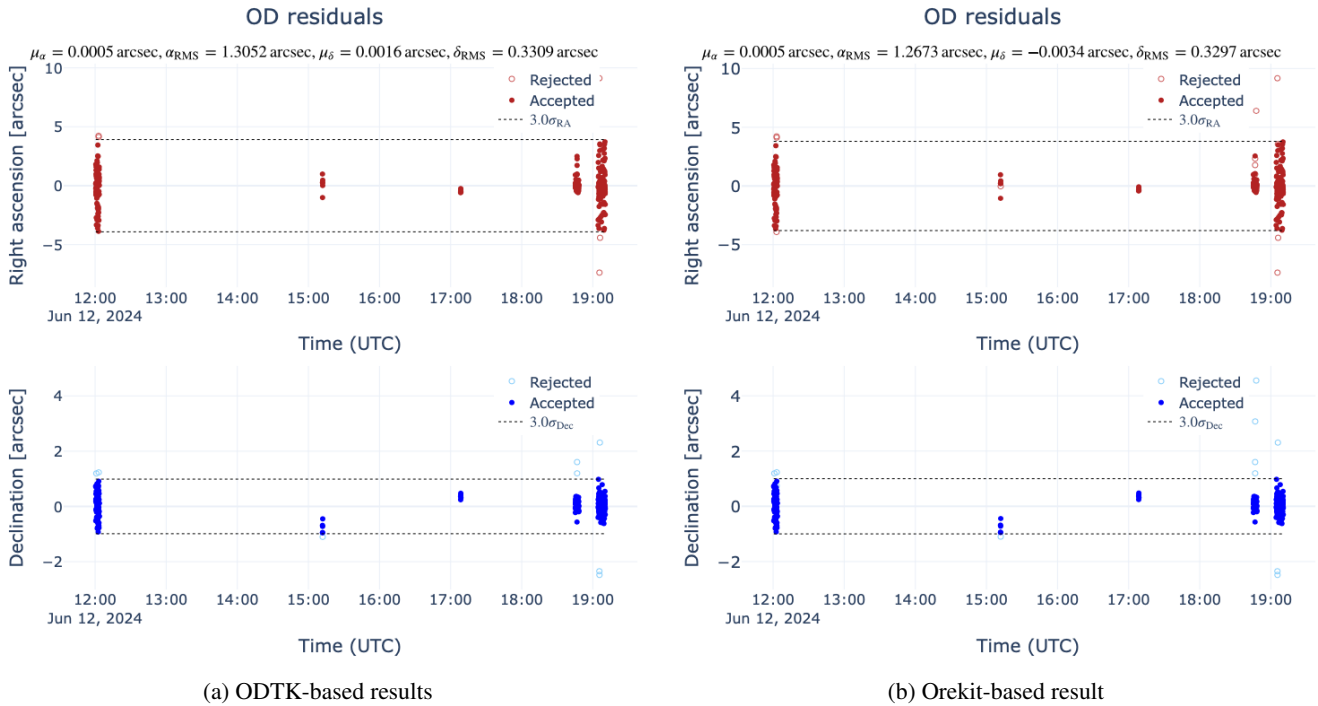 OD residuals
μα = 0.0005 arcsec, αRMS = 1.3052 arcsec, μδ = 0.0016 arcsec, δRMS = 0.3309 arcsec
10
5
0
−5
Right ascension [arcsec]
Rejected
Accepted
3.0σRA
12:00 13:00 14:00 15:00 16:00 17:00 18:00 19:00
Jun 12, 2024
Time (UTC)
4
2
0
−2
Declination [arcsec]
Rejected
Accepted
3.0σDec
12:00 13:00 14:00 15:00 16:00 17:00 18:00 19:00
Jun 12, 2024
Time (UTC)
(a) ODTK-based results
OD residuals
μα = 0.0005 arcsec, αRMS = 1.2673 arcsec, μδ = −0.0034 arcsec, δRMS = 0.3297 arcsec
10
5
0
−5
Right ascension [arcsec]
Rejected
Accepted
3.0σRA
12:00 13:00 14:00 15:00 16:00 17:00 18:00 19:00
Jun 12, 2024
Time (UTC)
4
2
0
−2
Declination [arcsec]
Rejected
Accepted
3.0σDec
12:00 13:00 14:00 15:00 16:00 17:00 18:00 19:00
Jun 12, 2024
Time (UTC)
(b) Orekit-based result